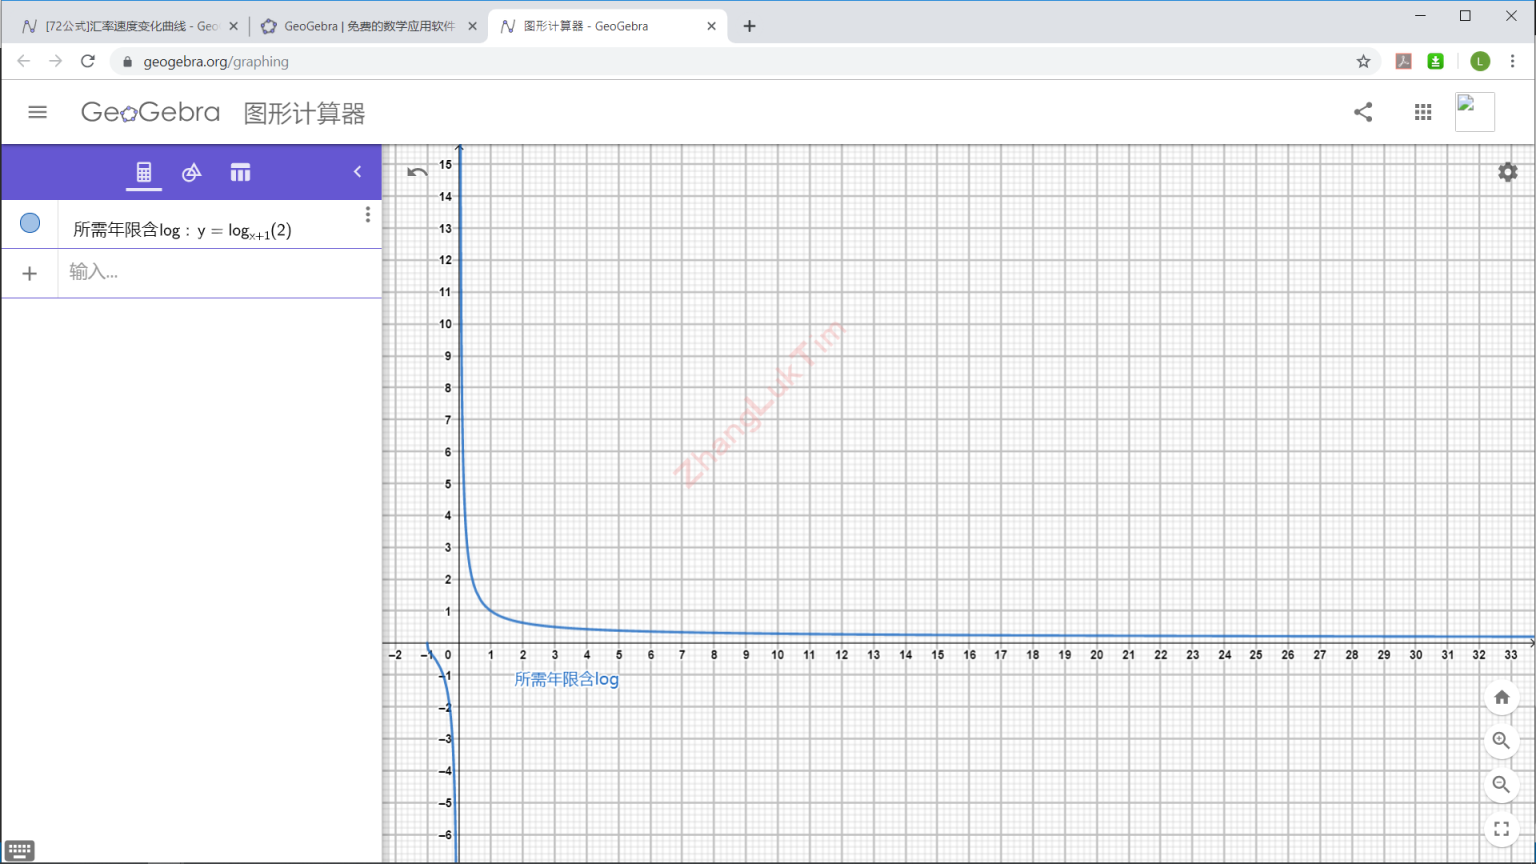 [72公式]汇率速度变化曲线 - Geo
GeoGebra | 免费的数学应用软件
图形计算器 - GeoGebra
geogebra.org/graphing
L
GeoGebra 图形计算器
所需年限含log : y = logₓ₊₁(2)
输入...
15
14
13
12
11
10
9
8
7
6
5
4
3
2
1
–2 –1 0 1 2 3 4 5 6 7 8 9 10 11 12 13 14 15 16 17 18 19 20 21 22 23 24 25 26 27 28 29 30 31 32 33
–1
–2
–3
–4
–5
–6
所需年限含log
ZhangLukTim